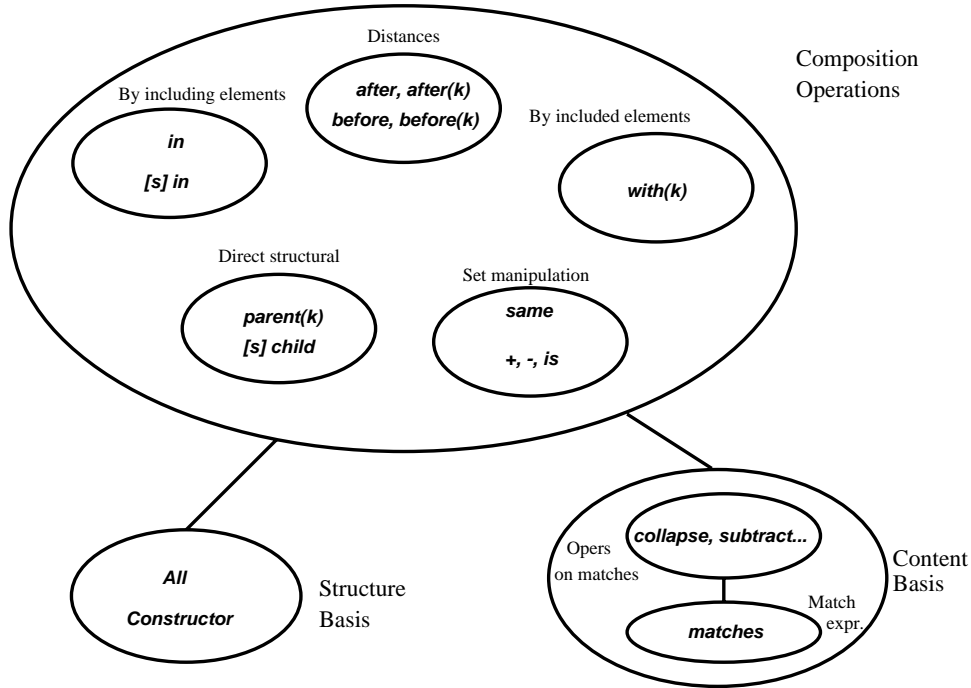 Distances
after, after(k)
before, before(k)
Composition
Operations
By including elements
in
[s] in
By included elements
with(k)
Direct structural
parent(k)
[s] child
Set manipulation
same
+, -, is
All
Constructor
Structure
Basis
collapse, subtract...
Opers
on matches
matches
Match
expr.
Content
Basis